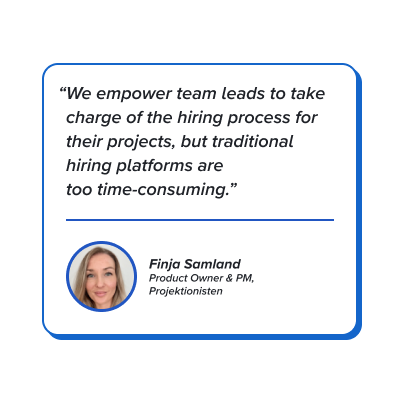 “We empower team leads to take
charge of the hiring process for
their projects, but traditional
hiring platforms are
too time-consuming.”
Finja Samland
Product Owner & PM,
Projektionisten